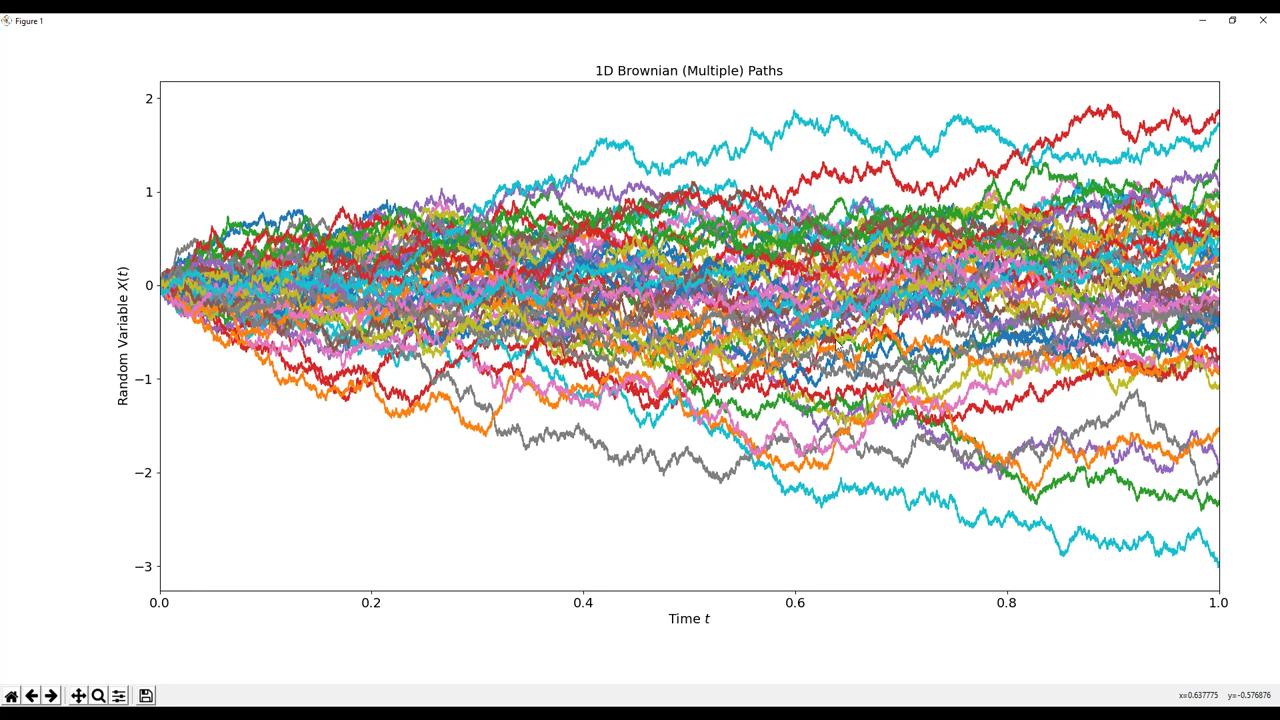 Figure 1
1D Brownian (Multiple) Paths
2
1
0
−1
−2
−3
Random Variable X(t)
0.0 0.2 0.4 0.6 0.8 1.0
Time t
x=0.637775 y=-0.576876